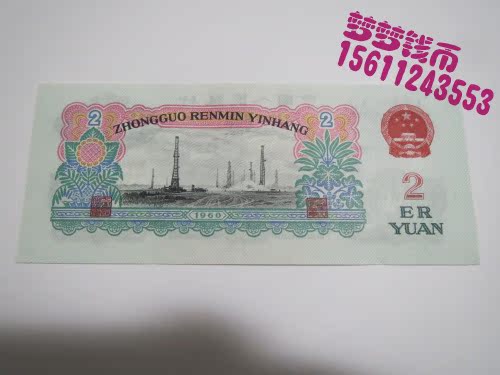 梦梦钱币
15611243553
2
2
ZHONGGUO RENMIN YINHANG
1960
2
ER
YUAN